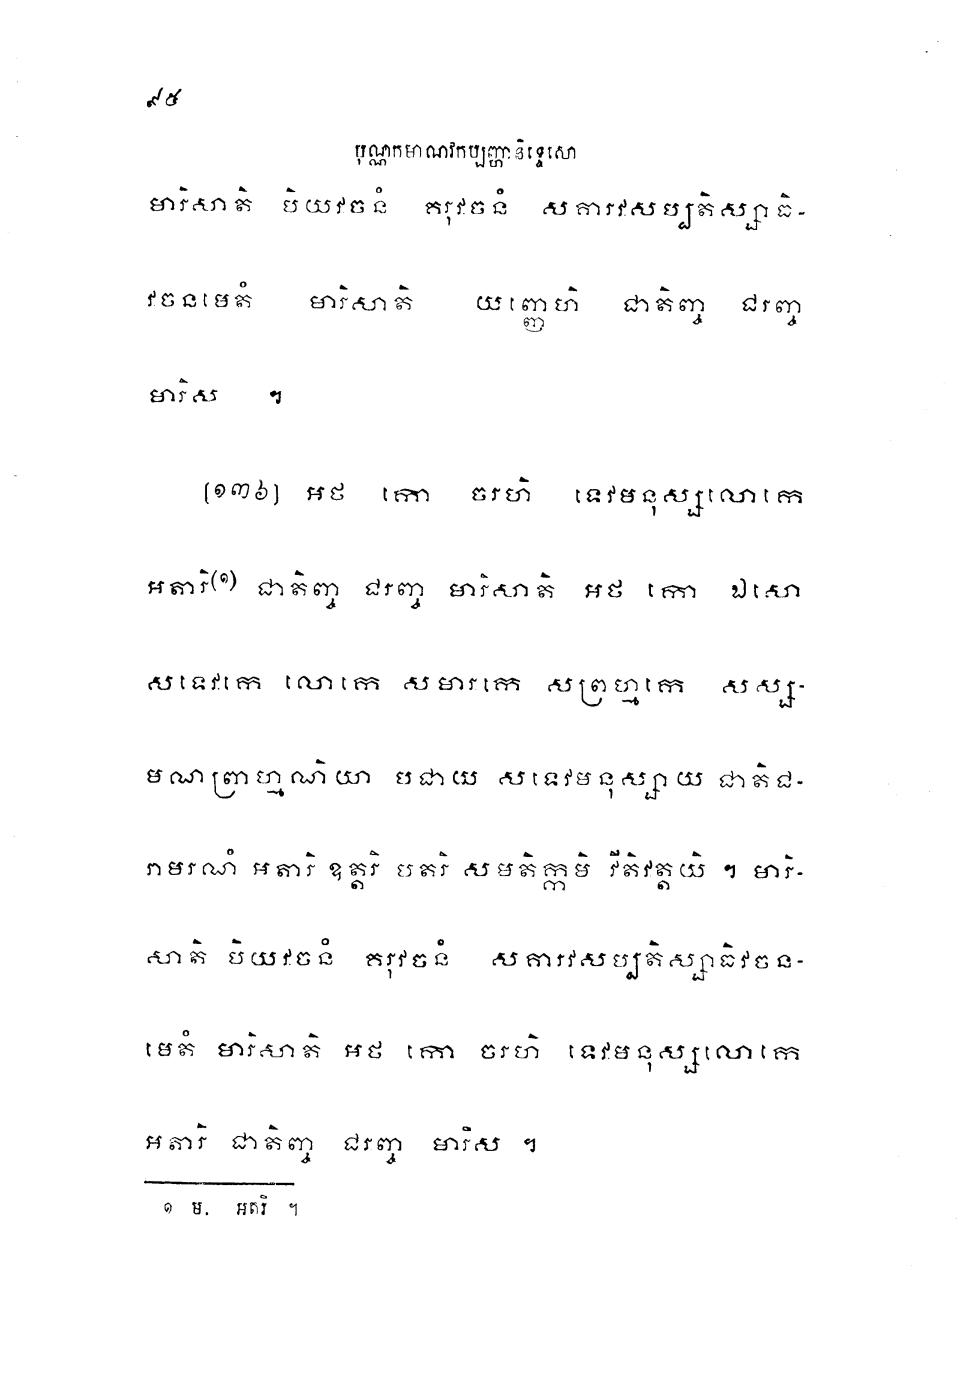 ៩៥
បុណ្ណកមាណវកប្បញ្ហានិទ្ទេសោ
មារិសាតិ បិយវចនំ គរុវចនំ សគារវសប្បតិស្សាធិ-
វចនមេតំ មារិសាតិ យញ្ញេហិ ជាតិញ្ច ជរញ្ច
មារិស ។
(១៣៦) អថ កោ ចរហិ ទេវមនុស្សលោកេ
អតារិ(១) ជាតិញ្ច ជរញ្ច មារិសាតិ អថ កោ ឯសោ
សទេវកេ លោកេ សមារកេ សព្រហ្មកេ សស្ស-
មណព្រាហ្មណិយា បជាយ សទេវមនុស្សាយ ជាតិជ-
រាមរណំ អតារិ ឧត្តរិ បតរិ សមតិក្កមិ វីតិវត្តយិ ។ មារិ-
សាតិ បិយវចនំ គរុវចនំ សគារវសប្បតិស្សាធិវចន-
មេតំ មារិសាតិ អថ កោ ចរហិ ទេវមនុស្សលោកេ
អតារិ ជាតិញ្ច ជរញ្ច មារិស ។
១ ម. អតរិ ។